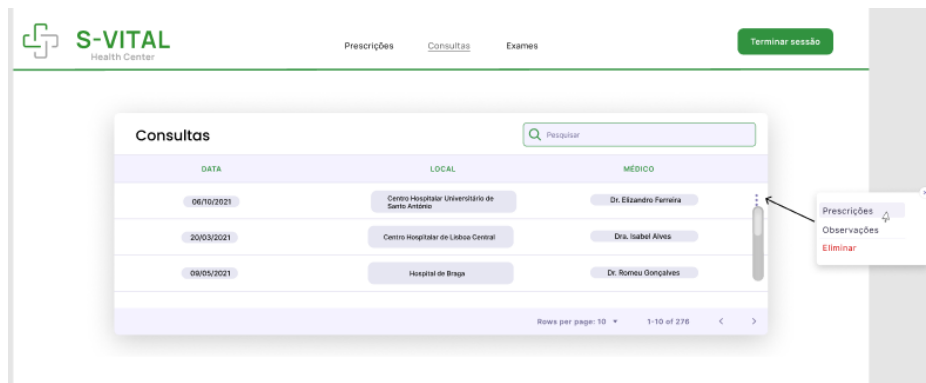 S-VITAL
Health Center
Prescrições
Consultas
Exames
Terminar sessão
Consultas
Pesquisar
DATA
LOCAL
MÉDICO
06/10/2021
Centro Hospitalar Universitário de
Santo António
Dr. Elizandro Ferreira
20/03/2021
Centro Hospitalar de Lisboa Central
Dra. Isabel Alves
09/05/2021
Hospital de Braga
Dr. Romeu Gonçalves
Prescrições
Observações
Eliminar
Rows per page: 10
1-10 of 276